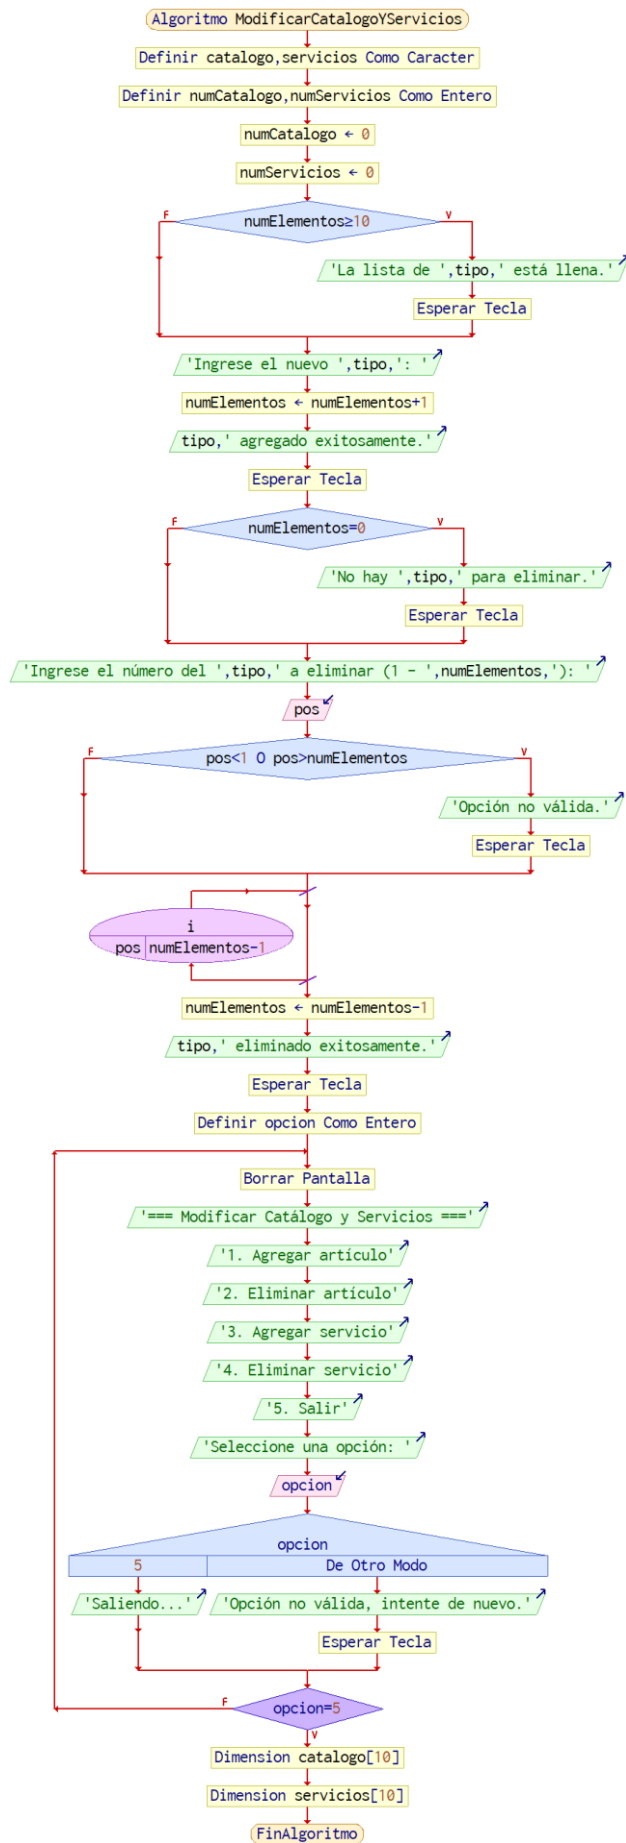 Algoritmo ModificarCatalogoYServicios
Definir catalogo,servicios Como Caracter
Definir numCatalogo,numServicios Como Entero
numCatalogo ← 0
numServicios ← 0
F
V
numElementos≥10
'La lista de ',tipo,' está llena.'
Esperar Tecla
'Ingrese el nuevo ',tipo,': '
numElementos ← numElementos+1
tipo,' agregado exitosamente.'
Esperar Tecla
F
V
numElementos=0
'No hay ',tipo,' para eliminar.'
Esperar Tecla
'Ingrese el número del ',tipo,' a eliminar (1 - ',numElementos,'): '
pos
F
V
pos<1 O pos>numElementos
'Opción no válida.'
Esperar Tecla
i
pos numElementos-1
numElementos ← numElementos-1
tipo,' eliminado exitosamente.'
Esperar Tecla
Definir opcion Como Entero
Borrar Pantalla
'=== Modificar Catálogo y Servicios ==='
'1. Agregar artículo'
'2. Eliminar artículo'
'3. Agregar servicio'
'4. Eliminar servicio'
'5. Salir'
'Seleccione una opción: '
opcion
opcion
5 De Otro Modo
'Saliendo...' 'Opción no válida, intente de nuevo.'
Esperar Tecla
F
opcion=5
V
Dimension catalogo[10]
Dimension servicios[10]
FinAlgoritmo